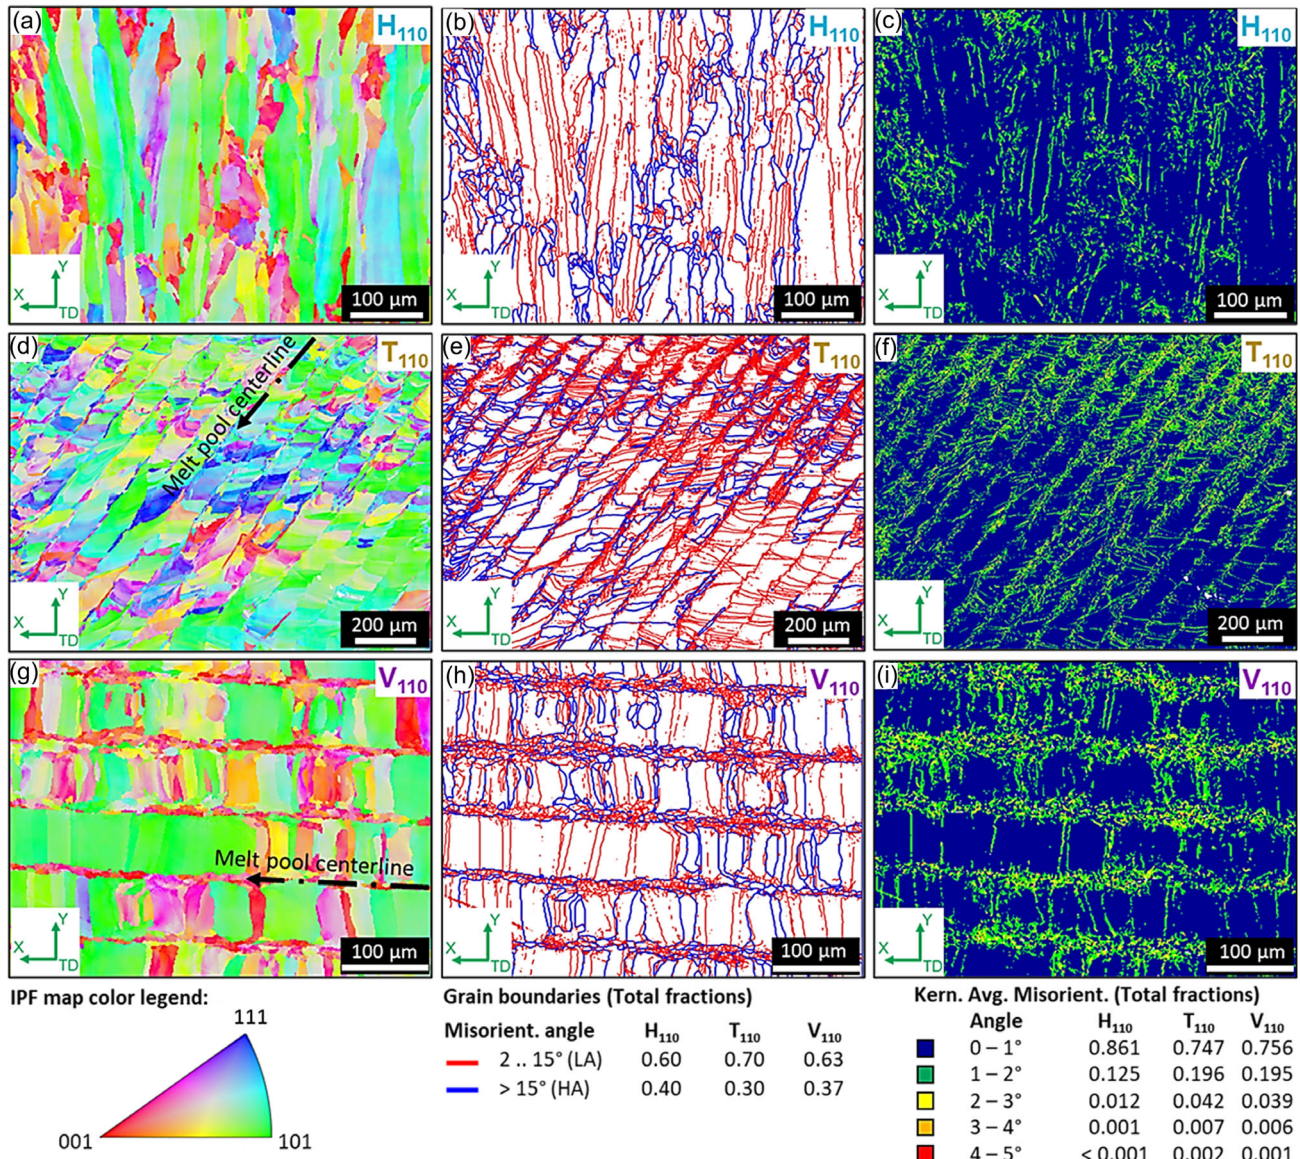 (a) H110
Y
X
TD
100 µm
(b) H110
Y
X
TD
100 µm
(c) H110
Y
X
TD
100 µm
(d) T110
Melt pool centerline
Y
X
TD
200 µm
(e) T110
Y
X
TD
200 µm
(f) T110
Y
X
TD
200 µm
(g) V110
Melt pool centerline
Y
X
TD
100 µm
(h) V110
Y
X
TD
100 µm
(i) V110
Y
X
TD
100 µm
IPF map color legend:
111
001 101
Grain boundaries (Total fractions)
Misorient. angle H110 T110 V110
2 .. 15° (LA) 0.60 0.70 0.63
> 15° (HA) 0.40 0.30 0.37
Kern. Avg. Misorient. (Total fractions)
Angle H110 T110 V110
0 – 1° 0.861 0.747 0.756
1 – 2° 0.125 0.196 0.195
2 – 3° 0.012 0.042 0.039
3 – 4° 0.001 0.007 0.006
4 – 5° < 0.001 0.002 0.001